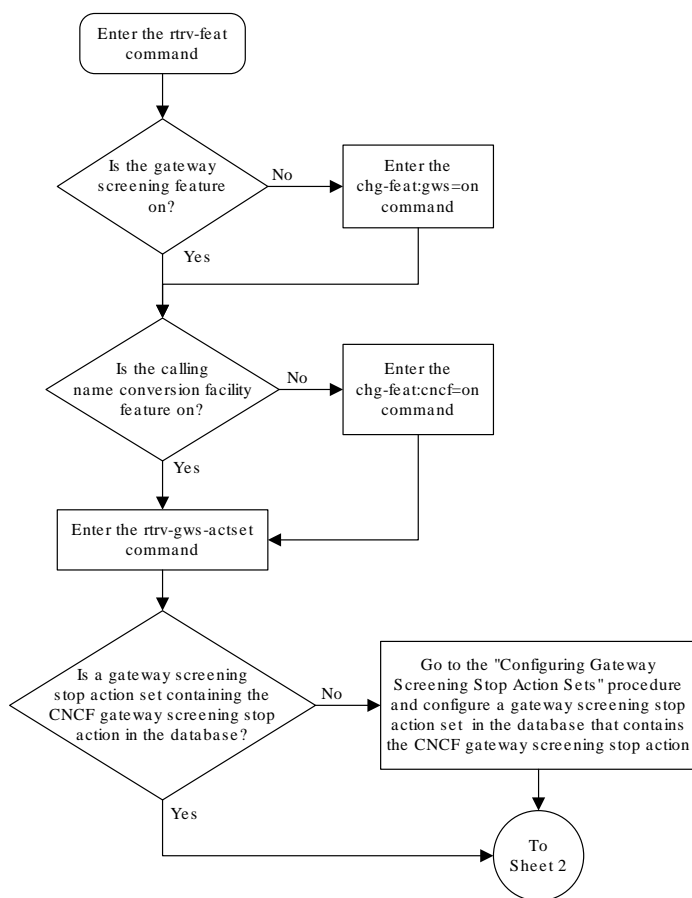 Enter the rtrv-feat
command
Is the gateway
screening feature
on?
No
Enter the
chg-feat:gws=on
command
Yes
Is the calling
name conversion facility
feature on?
No
Enter the
chg-feat:cncf=on
command
Yes
Enter the rtrv-gws-actset
command
Is a gateway screening
stop action set containing the
CNCF gateway screening stop
action in the database?
No
Go to the "Configuring Gateway
Screening Stop Action Sets" procedure
and configure a gateway screening stop
action set in the database that contains
the CNCF gateway screening stop action
Yes
To
Sheet 2